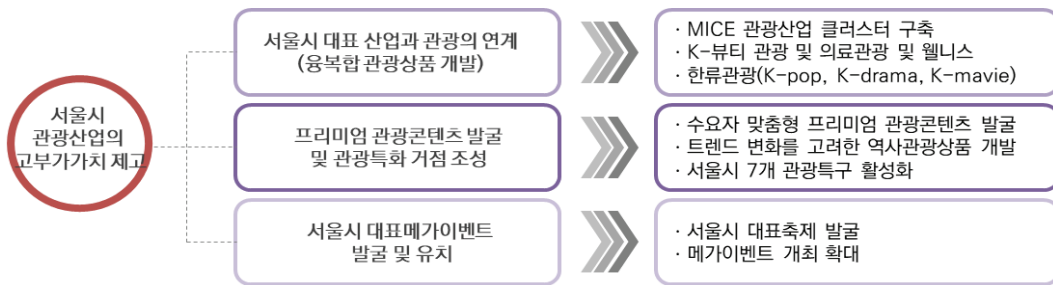 서울시
관광산업의
고부가가치 제고
서울시 대표 산업과 관광의 연계
(융복합 관광상품 개발)
· MICE 관광산업 클러스터 구축
· K-뷰티 관광 및 의료관광 및 웰니스
· 한류관광(K-pop, K-drama, K-mavie)
프리미엄 관광콘텐츠 발굴
및 관광특화 거점 조성
· 수요자 맞춤형 프리미엄 관광콘텐츠 발굴
· 트렌드 변화를 고려한 역사관광상품 개발
· 서울시 7개 관광특구 활성화
서울시 대표메가이벤트
발굴 및 유치
· 서울시 대표축제 발굴
· 메가이벤트 개최 확대